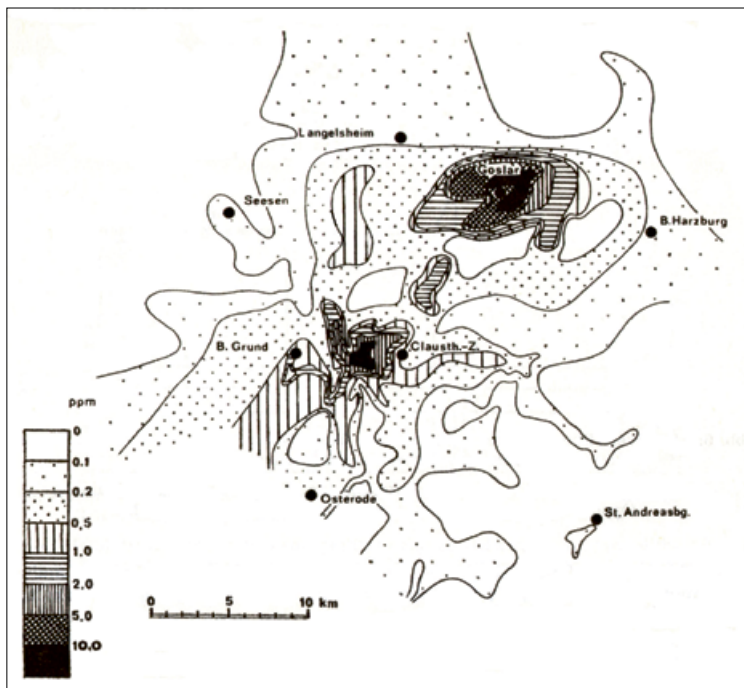 Langelsheim
Goslar
Seesen
B. Harzburg
B. Grund
Clausth.-Z.
ppm
0
0.1
0.2
0,5
1.0
2,0
5,0
10,0
Osterode
St. Andreasbg.
0 5 10 km